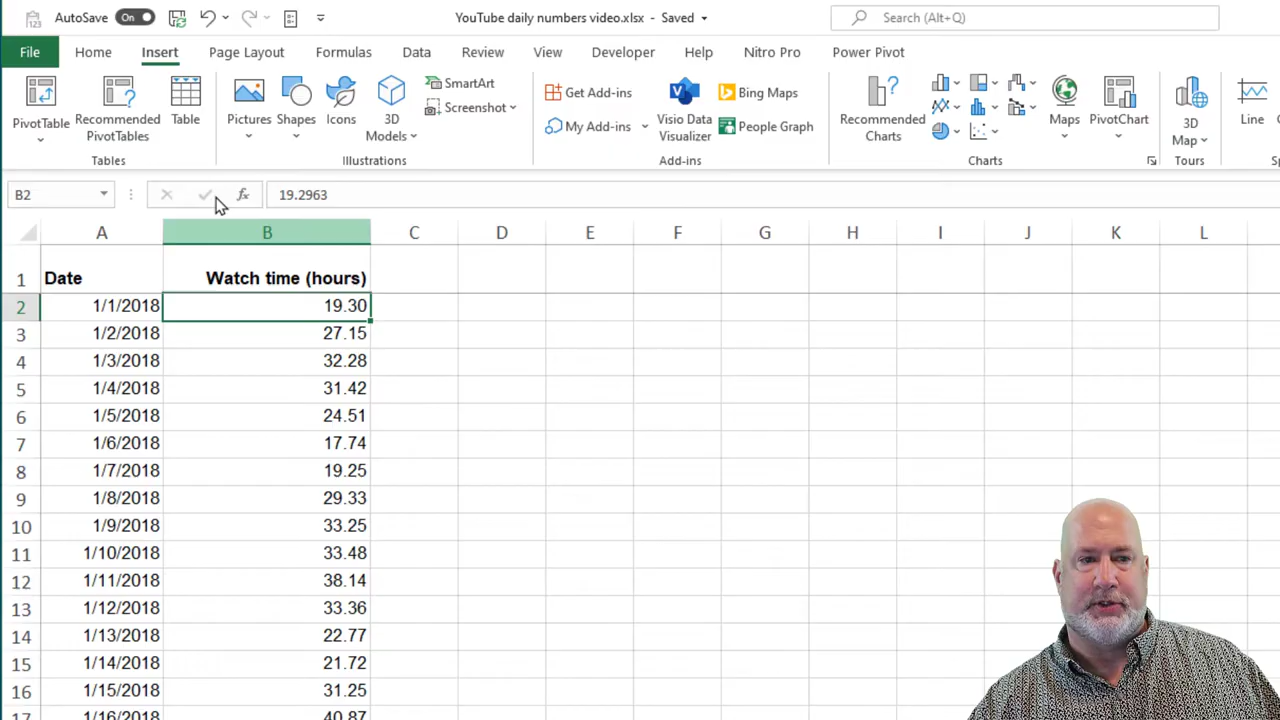 AutoSave On YouTube daily numbers video.xlsx - Saved Search (Alt+Q)
File Home Insert Page Layout Formulas Data Review View Developer Help Nitro Pro Power Pivot
PivotTable Recommended PivotTables Table Pictures Shapes Icons 3D Models SmartArt Screenshot Get Add-ins My Add-ins Visio Data Visualizer Bing Maps People Graph Recommended Charts Maps PivotChart 3D Map Line
Tables Illustrations Add-ins Charts Tours
B2 fx 19.2963
A B C D E F G H I J K L
1 Date Watch time (hours)
2 1/1/2018 19.30
3 1/2/2018 27.15
4 1/3/2018 32.28
5 1/4/2018 31.42
6 1/5/2018 24.51
7 1/6/2018 17.74
8 1/7/2018 19.25
9 1/8/2018 29.33
10 1/9/2018 33.25
11 1/10/2018 33.48
12 1/11/2018 38.14
13 1/12/2018 33.36
14 1/13/2018 22.77
15 1/14/2018 21.72
16 1/15/2018 31.25
17 1/16/2018 40.87